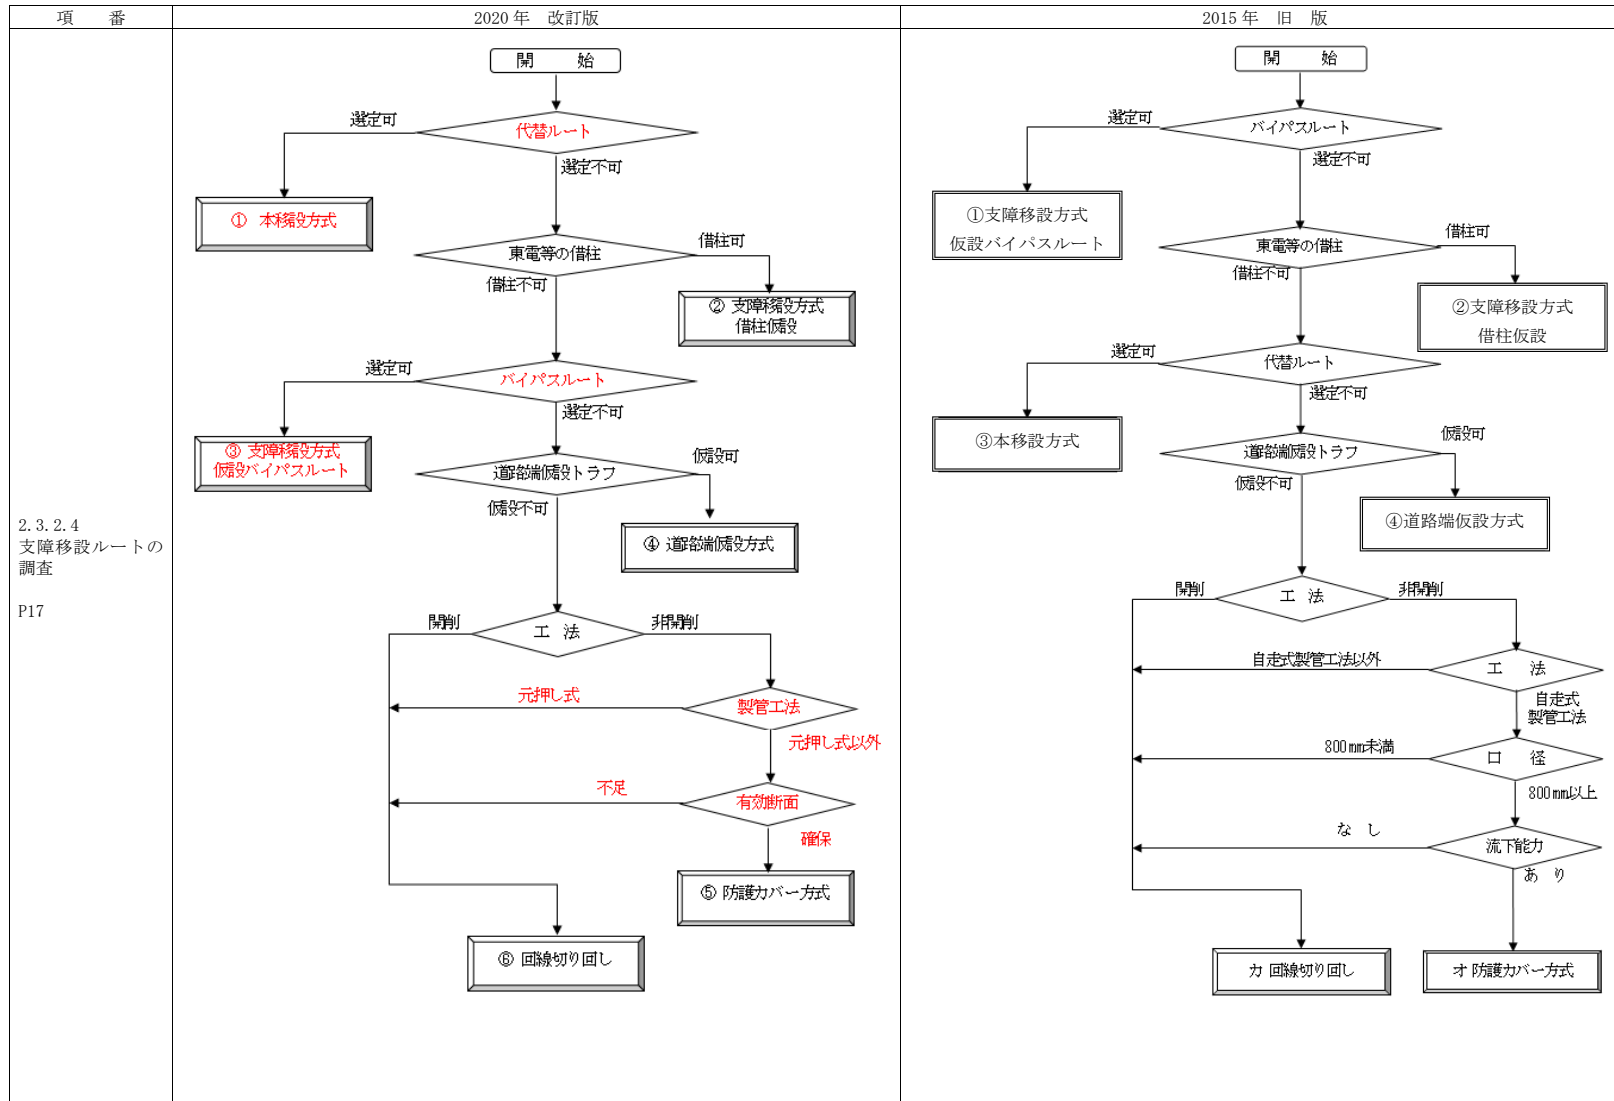 項　番
2020年　改訂版
2015年　旧　版
2.3.2.4
支障移設ルートの
調査
P17
開　始
代替ルート
選定可
選定不可
① 本移設方式
東電等の借柱
借柱可
借柱不可
② 支障移設方式
借柱仮設
バイパスルート
選定可
選定不可
③ 支障移設方式
仮設バイパスルート
道路端仮設トラフ
仮設可
仮設不可
④ 道路端仮設方式
工　法
開削
非開削
製管工法
元押し式
元押し式以外
有効断面
不足
確保
⑤ 防護カバー方式
⑥ 回線切り回し
開　始
バイパスルート
選定可
選定不可
①支障移設方式
仮設バイパスルート
東電等の借柱
借柱可
借柱不可
②支障移設方式
借柱仮設
代替ルート
選定可
選定不可
③本移設方式
道路端仮設トラフ
仮設可
仮設不可
④道路端仮設方式
工　法
開削
非開削
工　法
自走式製管工法以外
自走式
製管工法
口　径
800mm未満
800mm以上
流下能力
な　し
あ　り
カ 回線切り回し
オ 防護カバー方式